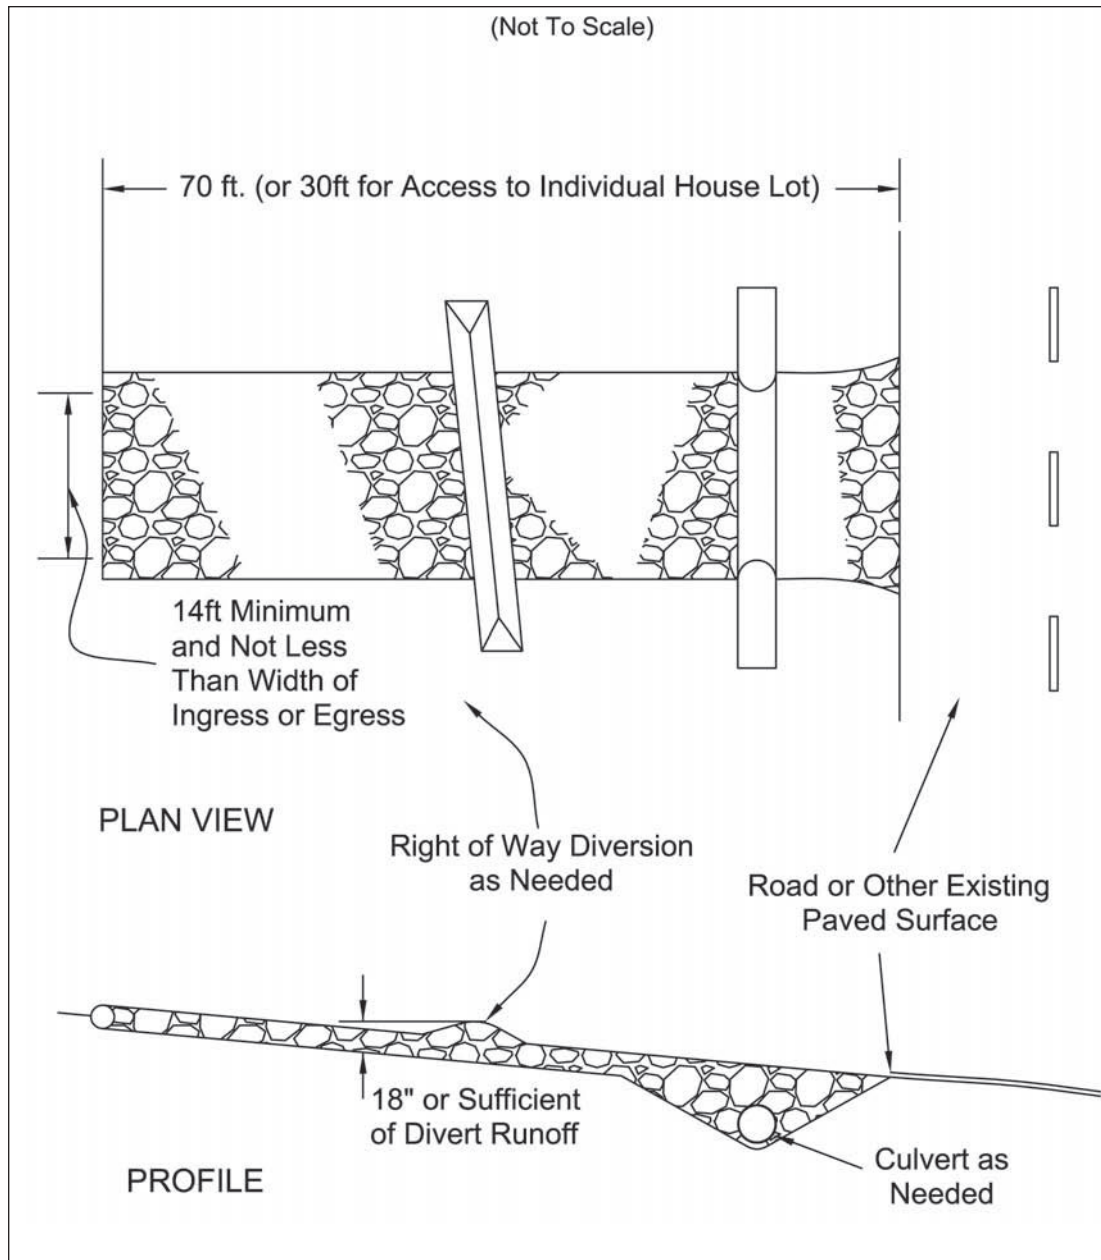 (Not To Scale)
70 ft. (or 30ft for Access to Individual House Lot)
14ft Minimum
and Not Less
Than Width of
Ingress or Egress
PLAN VIEW
Right of Way Diversion
as Needed
Road or Other Existing
Paved Surface
18" or Sufficient
of Divert Runoff
Culvert as
Needed
PROFILE